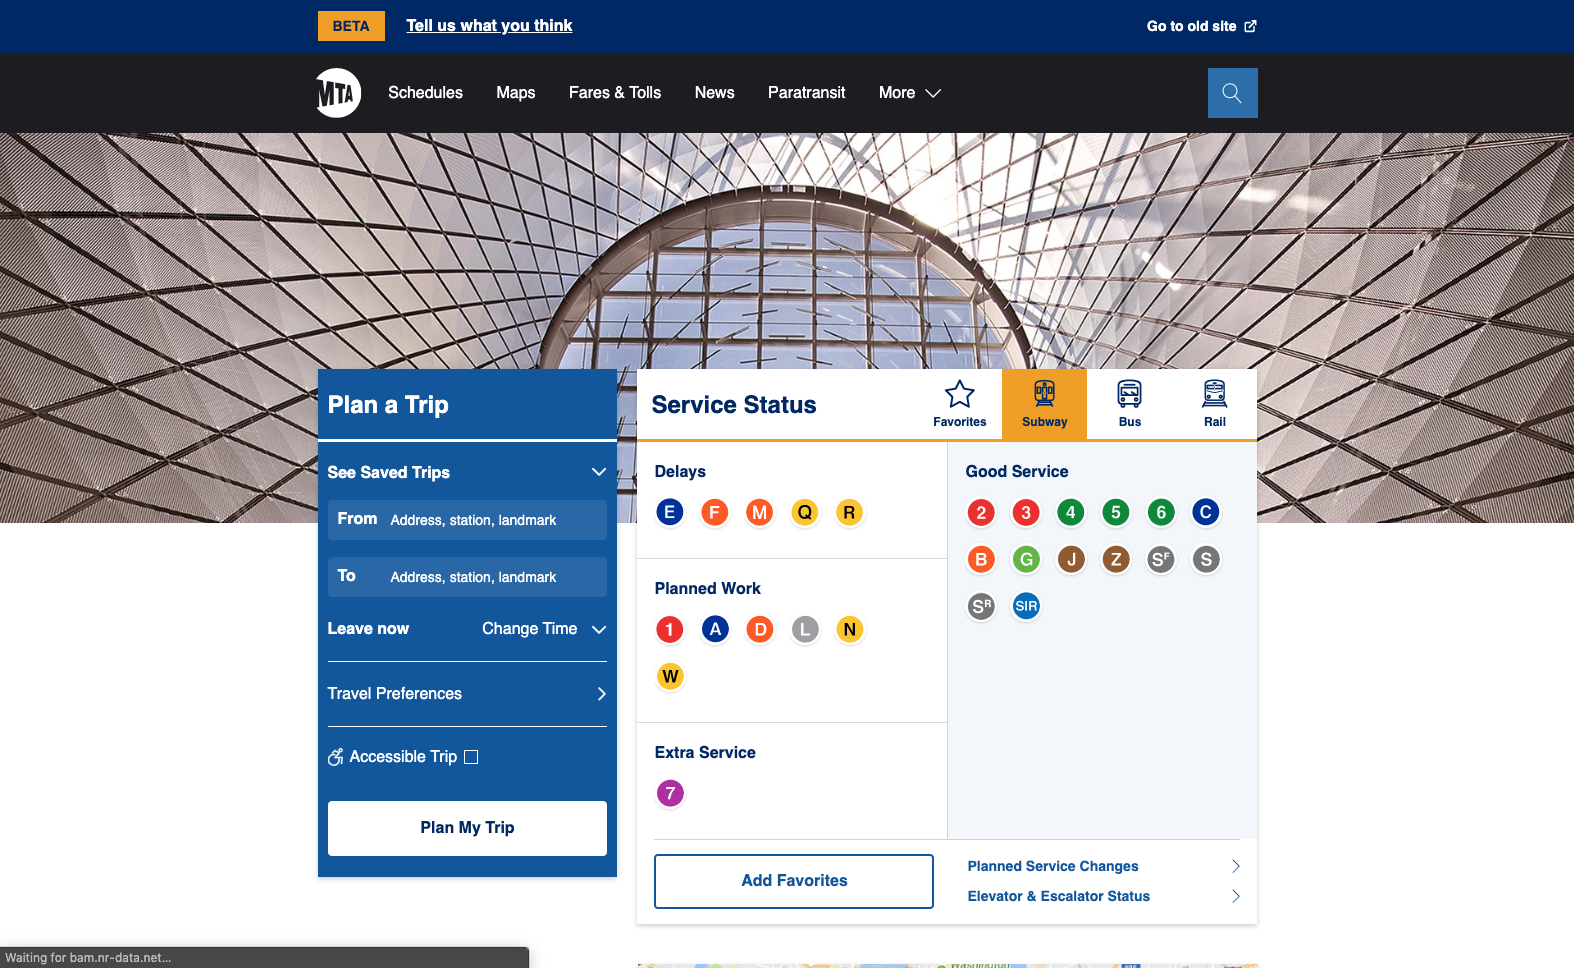 BETA
Tell us what you think
Go to old site
MTA
Schedules
Maps
Fares & Tolls
News
Paratransit
More
Plan a Trip
See Saved Trips
From Address, station, landmark
To Address, station, landmark
Leave now Change Time
Travel Preferences
Accessible Trip
Plan My Trip
Service Status
Favorites
Subway
Bus
Rail
Delays
E F M Q R
Planned Work
1 A D L N
W
Extra Service
7
Good Service
2 3 4 5 6 C
B G J Z SF S
SR SIR
Add Favorites
Planned Service Changes
Elevator & Escalator Status
Waiting for bam.nr-data.net...
Washington